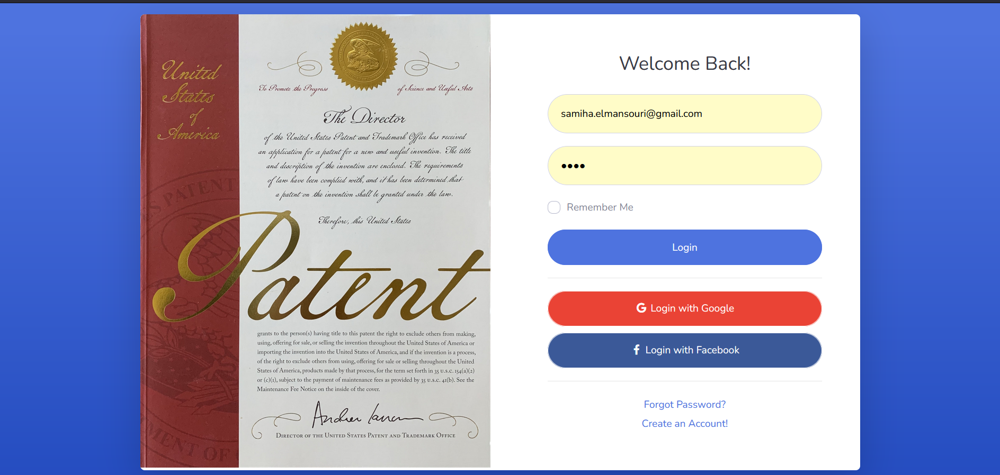 United
States
of
America
To Promote the Progress
of Science and Useful Arts
The Director
of the United States Patent and Trademark Office has received
an application for a patent for a new and useful invention. The title
and description of the invention are enclosed. The requirements
of law have been complied with, and it has been determined that
a patent on the invention shall be granted under the law.
Therefore, this United States
Patent
grants to the person(s) having title to this patent the right to exclude others from making,
using, offering for sale, or selling the invention throughout the United States of America or
importing the invention into the United States of America, and if the invention is a process,
of the right to exclude others from using, offering for sale or selling throughout the United
States of America, products made by that process, for the term set forth in 35 U.S.C. 154(a)(2)
or (c)(1), subject to the payment of maintenance fees as provided by 35 U.S.C. 41(b). See the
Maintenance Fee Notice on the inside of the cover.
Director of the United States Patent and Trademark Office
Welcome Back!
samiha.elmansouri@gmail.com
••••
Remember Me
Login
Login with Google
Login with Facebook
Forgot Password?
Create an Account!